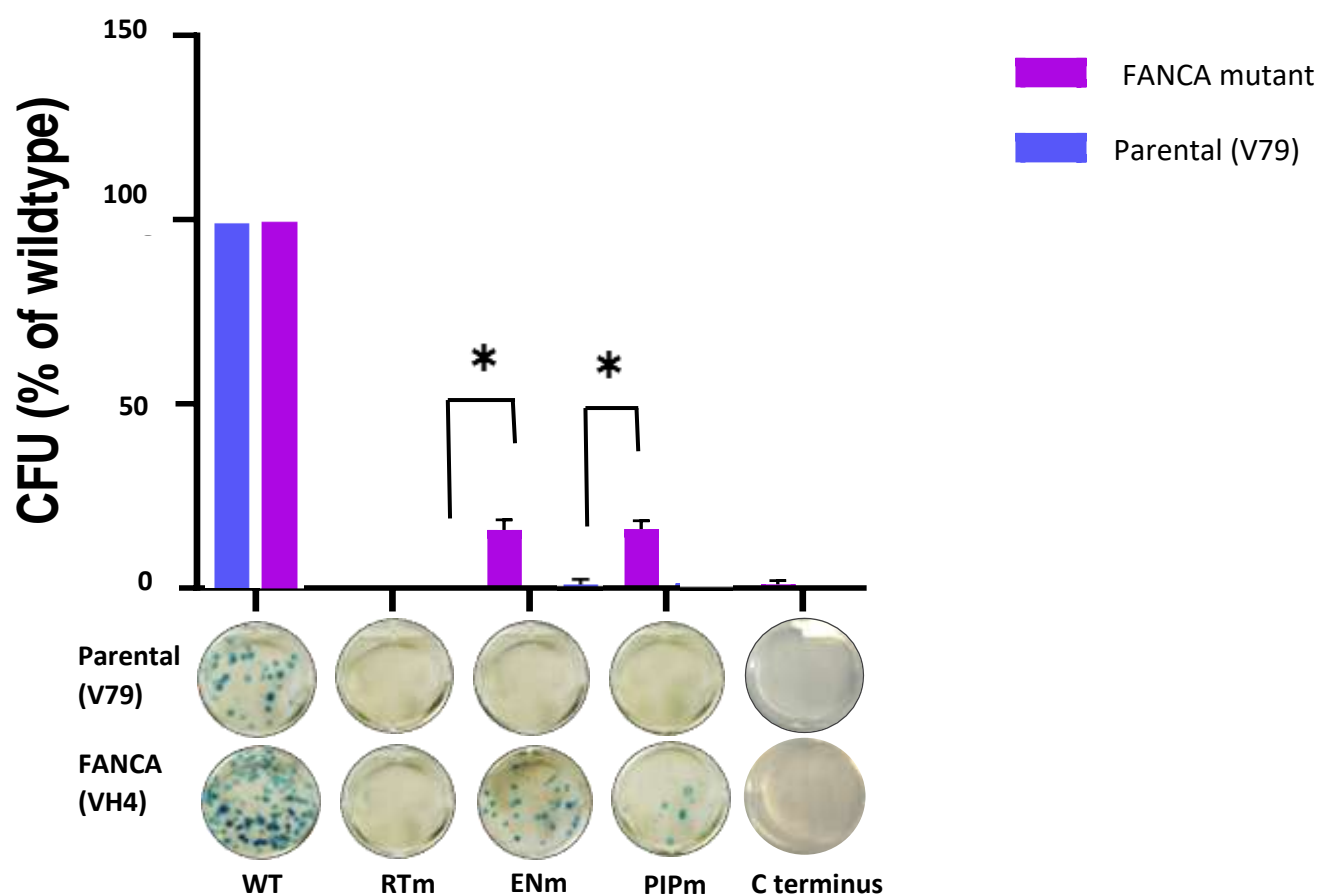 CFU (% of wildtype)
150
100
50
0
FANCA mutant
Parental (V79)
*
*
Parental
(V79)
FANCA
(VH4)
WT RTm ENm PIPm C terminus